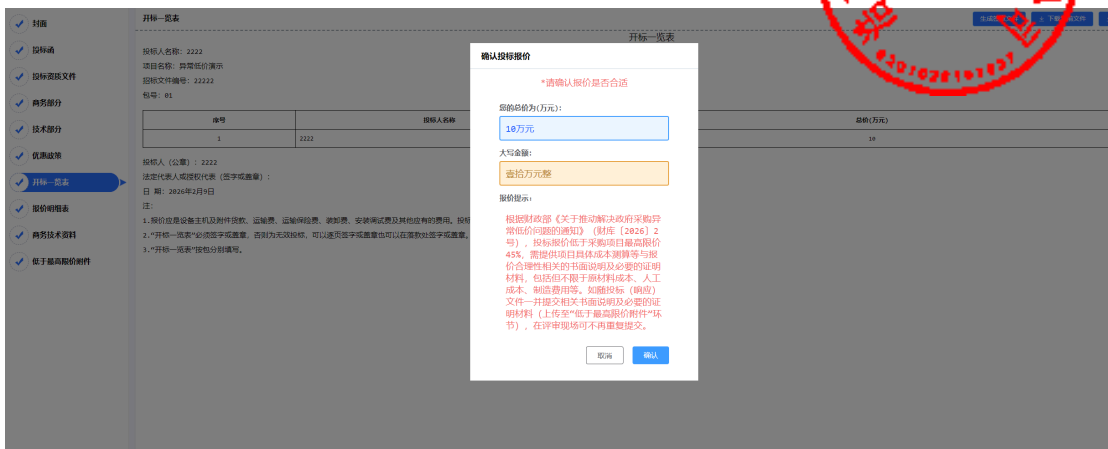 封面
投标函
投标资质文件
商务部分
技术部分
优惠政策
开标一览表
报价明细表
商务技术资料
低于最高限价附件
开标一览表
开标一览表
投标人名称: 2222
项目名称: 异常低价演示
招标文件编号: 22222
包号: 01
序号 投标人名称 总价(万元)
1 2222 10
投标人（公章）: 2222
法定代表人或授权代表（签字或盖章）:
日 期: 2026年2月9日
注:
1.报价应是设备主机及附件货款、运输费、运输保险费、装卸费、安装调试费及其他应有的费用。投标
2."开标一览表"必须签字或盖章，否则为无效投标、可以逐页签字或盖章也可以在落款处签字或盖章。
3."开标一览表"按包分别填写。
确认投标报价
*请确认报价是否合适
您的总价为(万元):
10万元
大写金额:
壹拾万元整
报价提示:
根据财政部《关于推动解决政府采购异
常低价问题的通知》（财库〔2026〕2
号），投标报价低于采购项目最高限价
45%，需提供项目具体成本测算等与报
价合理性相关的书面说明及必要的证明
材料，包括但不限于原材料成本、人工
成本、制造费用等。如随投标（响应）
文件一并提交相关书面说明及必要的证
明材料（上传至"低于最高限价附件"环
节），在评审现场可不再重复提交。
取消
确认